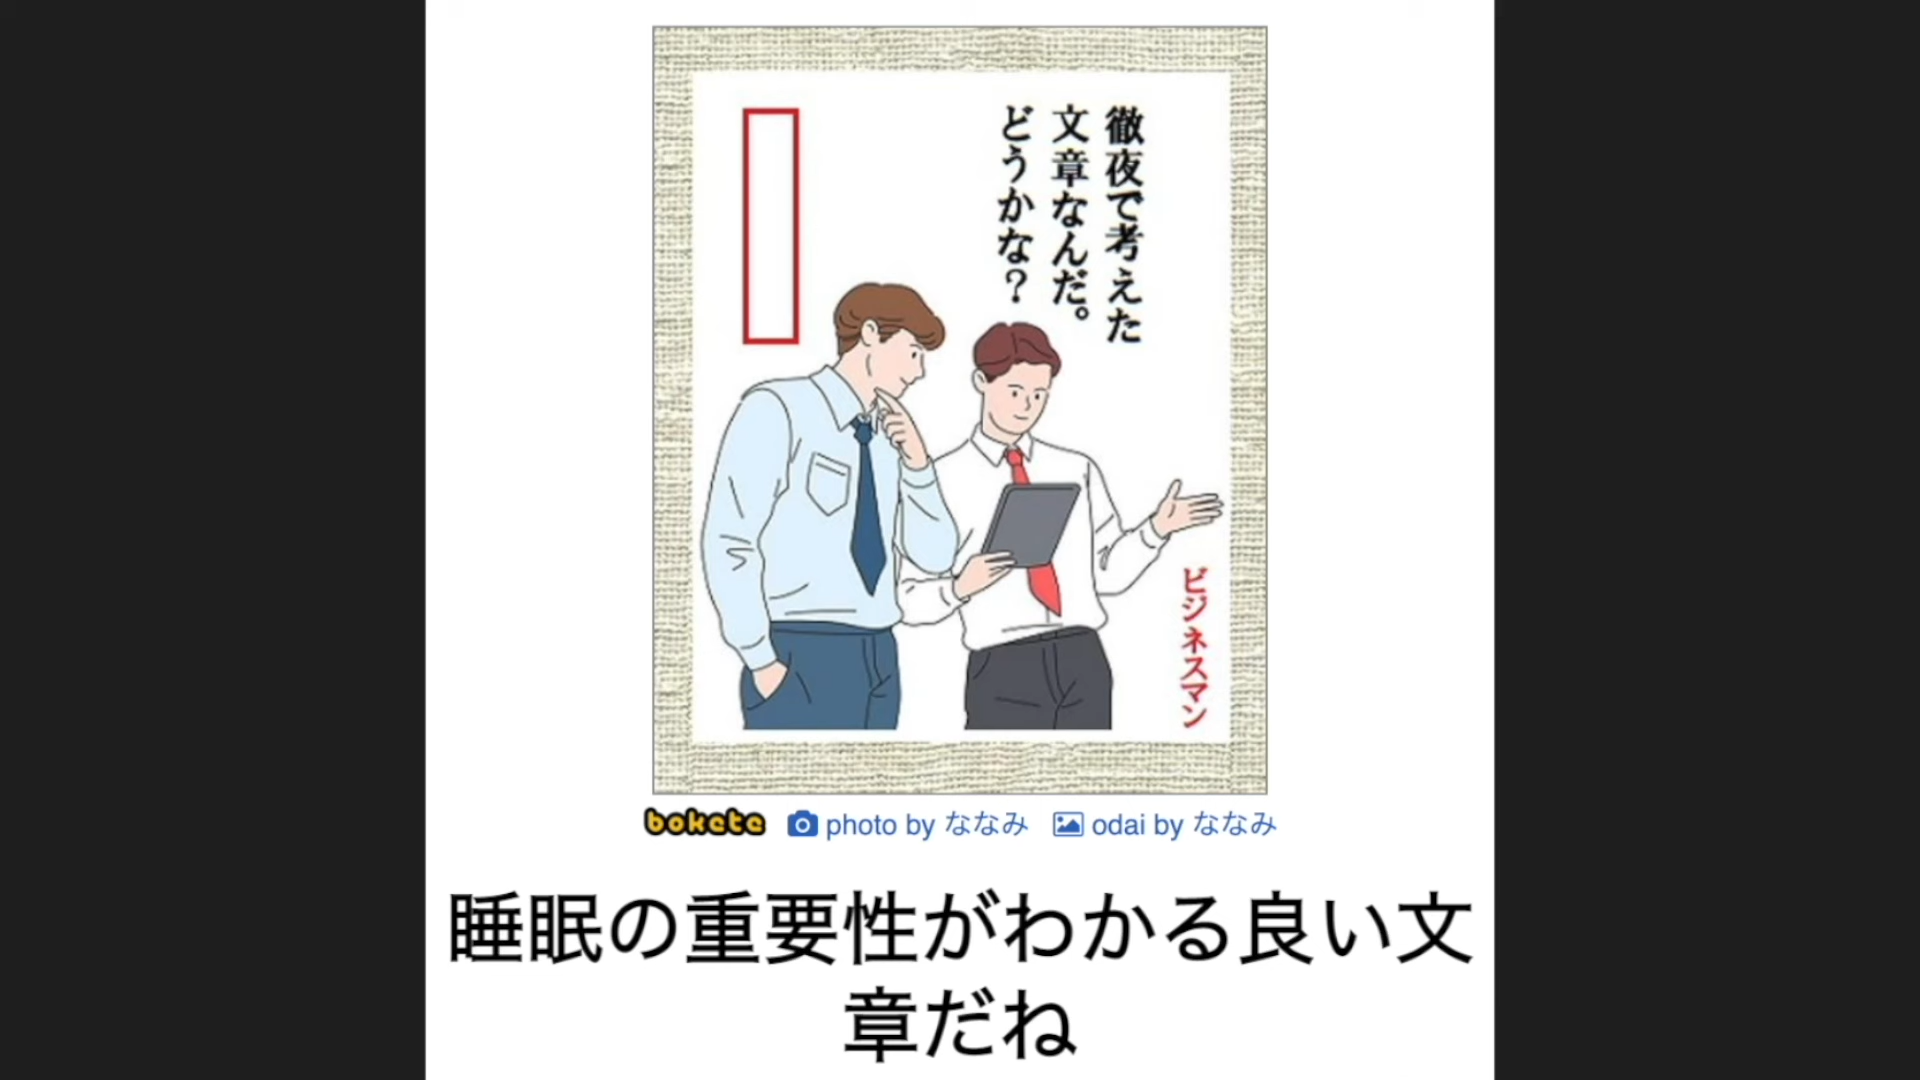 徹夜で考えた
文章なんだ。
どうかな?
ビジネスマン
bokete photo by ななみ odai by ななみ
睡眠の重要性がわかる良い文
章だね